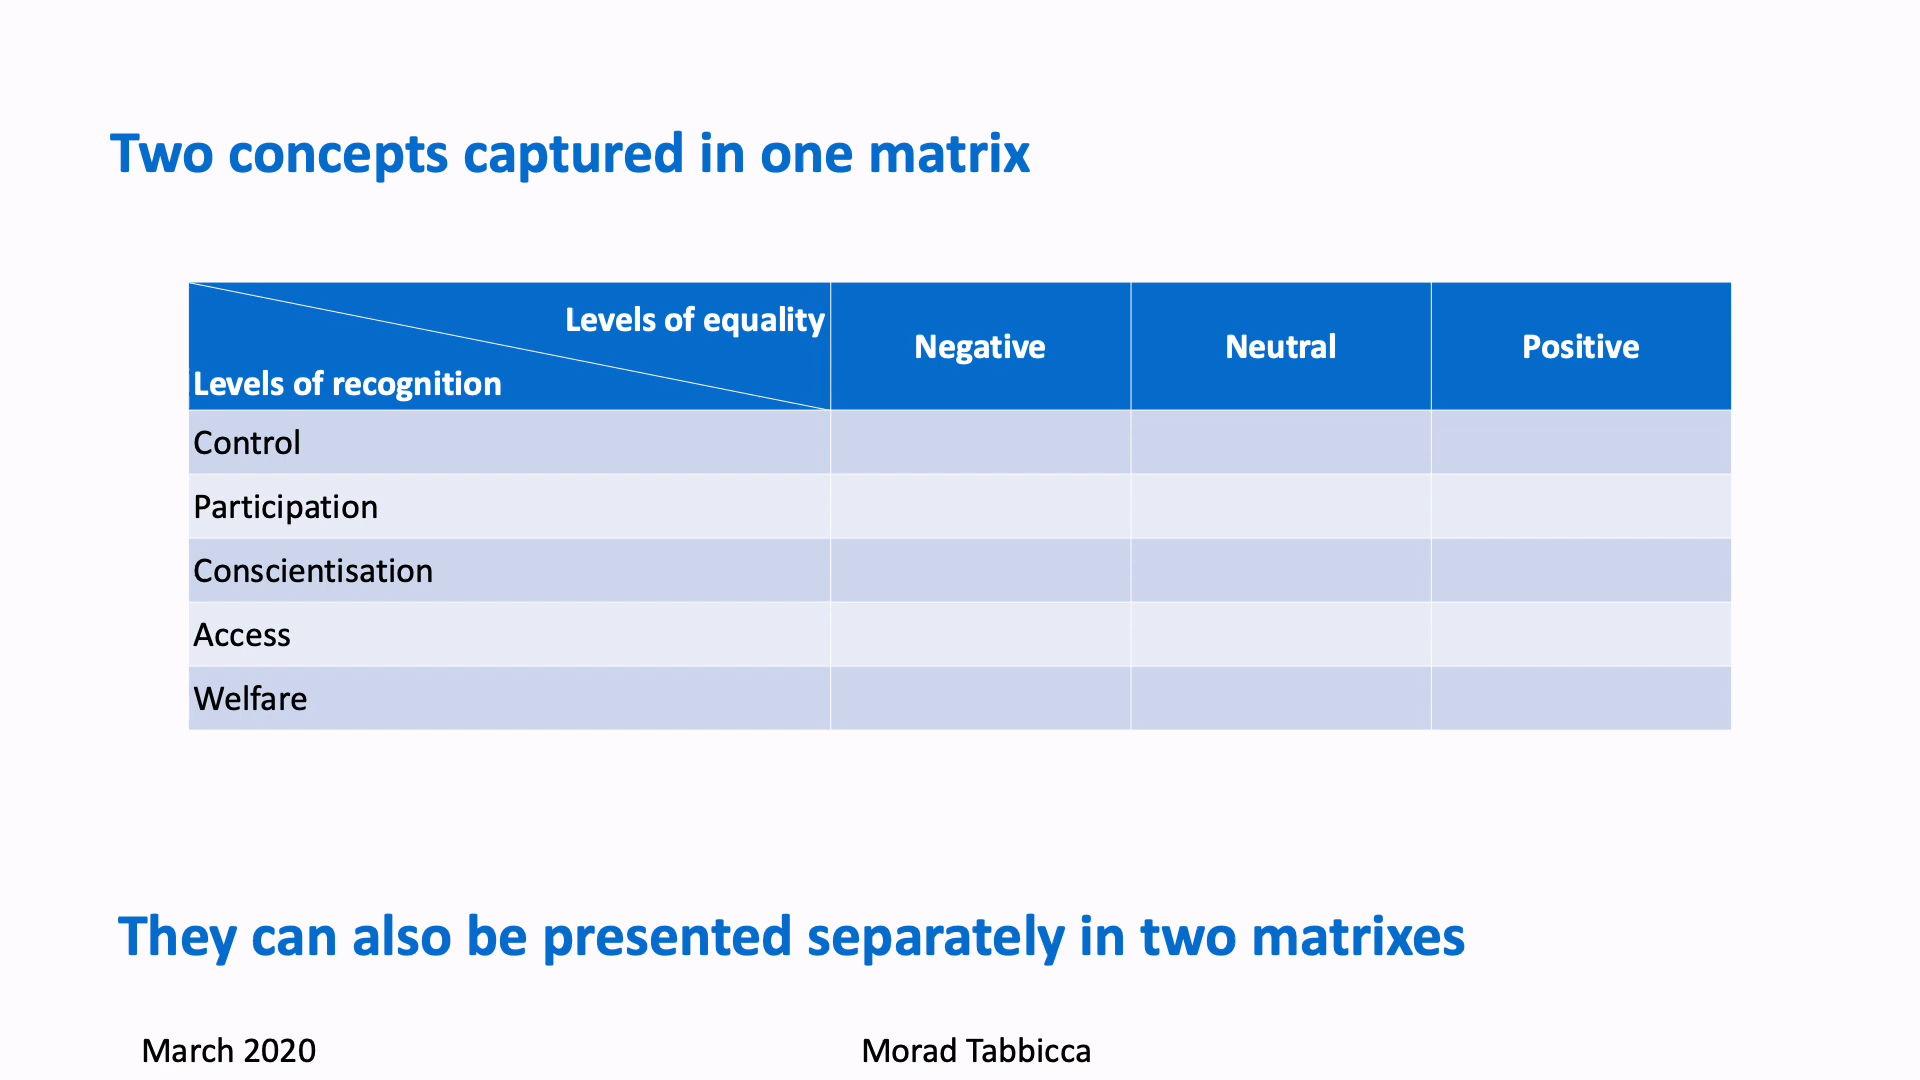 Two concepts captured in one matrix
Levels of equality
Levels of recognition
Negative
Neutral
Positive
Control
Participation
Conscientisation
Access
Welfare
They can also be presented separately in two matrixes
March 2020
Morad Tabbicca